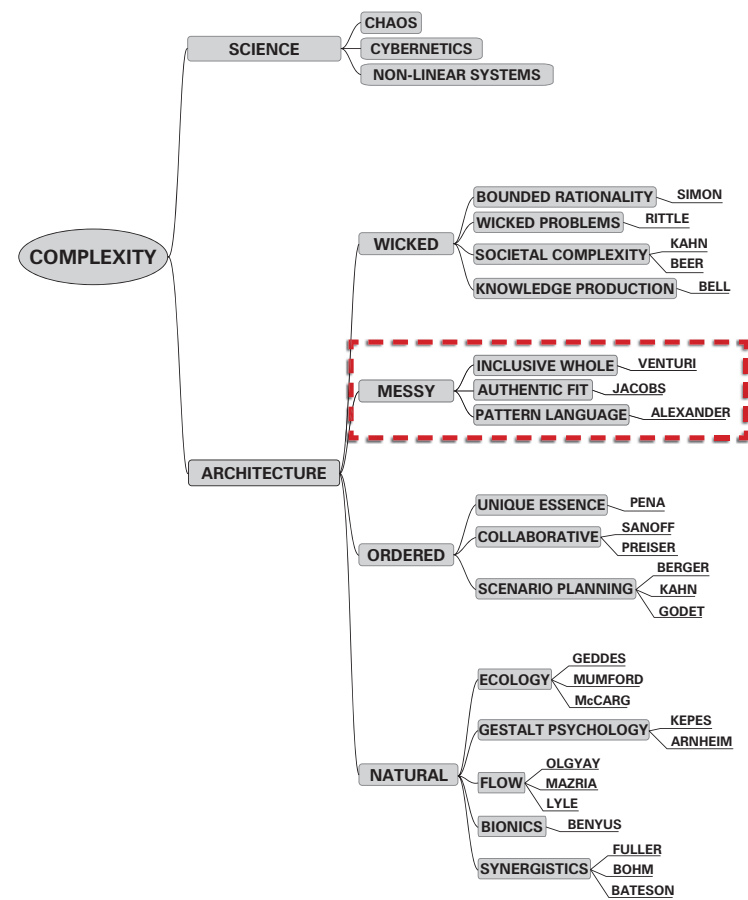 CHAOS
SCIENCE
CYBERNETICS
NON-LINEAR SYSTEMS
COMPLEXITY
WICKED
BOUNDED RATIONALITY
SIMON
WICKED PROBLEMS
RITTLE
SOCIETAL COMPLEXITY
KAHN
BEER
KNOWLEDGE PRODUCTION
BELL
MESSY
INCLUSIVE WHOLE
VENTURI
AUTHENTIC FIT
JACOBS
PATTERN LANGUAGE
ALEXANDER
ARCHITECTURE
ORDERED
UNIQUE ESSENCE
PENA
COLLABORATIVE
SANOFF
PREISER
SCENARIO PLANNING
BERGER
KAHN
GODET
NATURAL
ECOLOGY
GEDDES
MUMFORD
McCARG
GESTALT PSYCHOLOGY
KEPES
ARNHEIM
FLOW
OLGYAY
MAZRIA
LYLE
BIONICS
BENYUS
SYNERGISTICS
FULLER
BOHM
BATESON